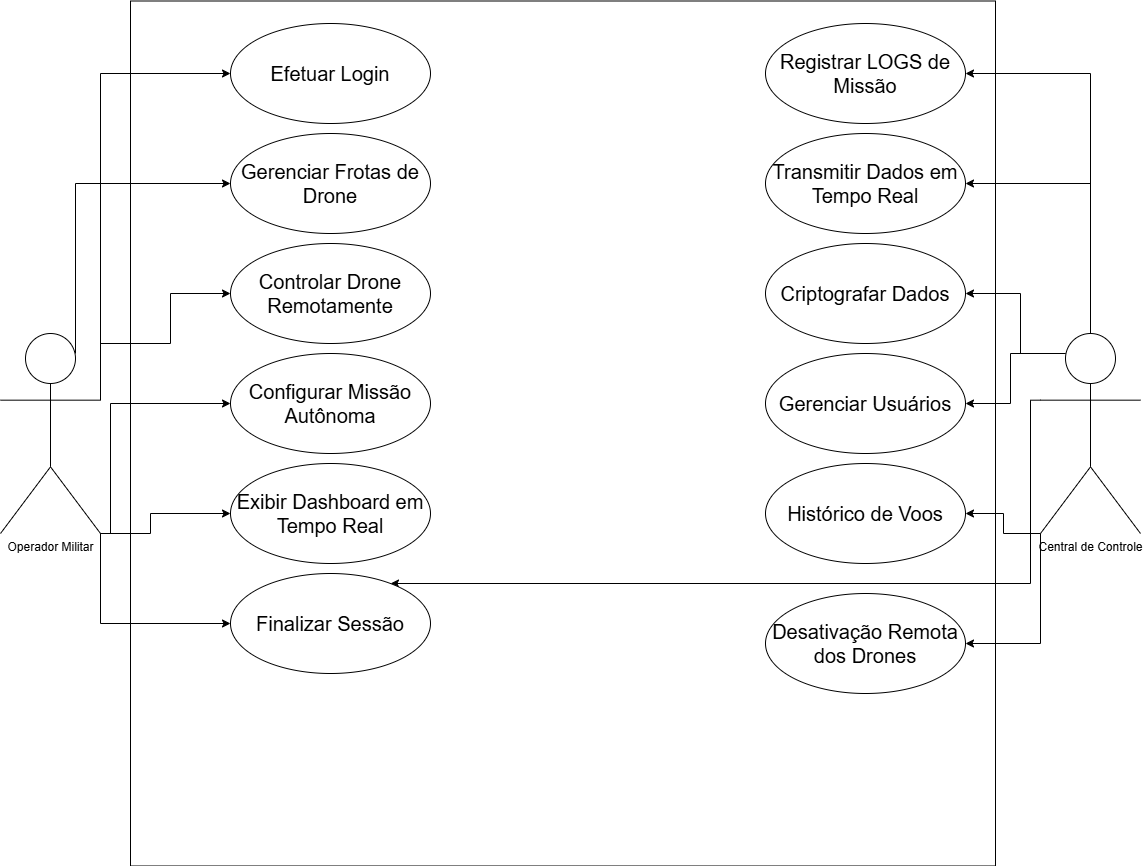 Efetuar Login
Gerenciar Frotas de
Drone
Controlar Drone
Remotamente
Configurar Missão
Autônoma
Exibir Dashboard em
Tempo Real
Finalizar Sessão
Operador Militar
Registrar LOGS de
Missão
Transmitir Dados em
Tempo Real
Criptografar Dados
Gerenciar Usuários
Histórico de Voos
Desativação Remota
dos Drones
Central de Controle